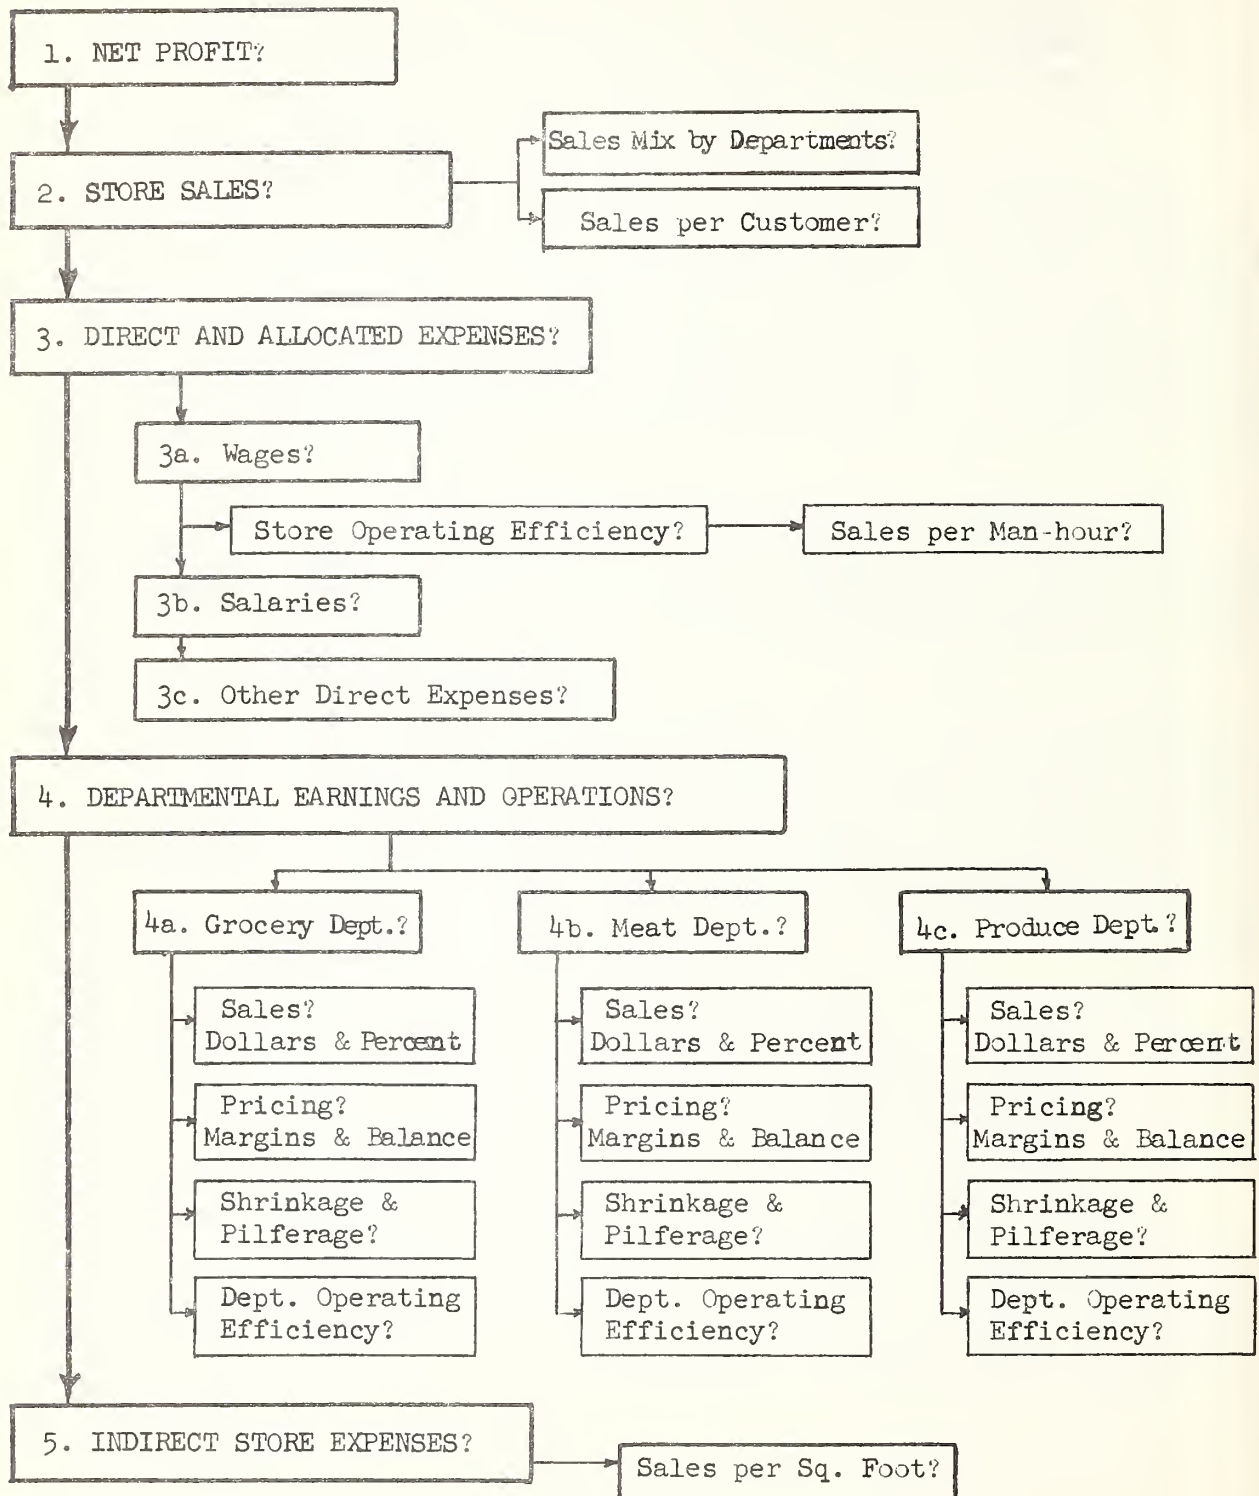 1. NET PROFIT?
2. STORE SALES?
Sales Mix by Departments?
Sales per Customer?
3. DIRECT AND ALLOCATED EXPENSES?
3a. Wages?
Store Operating Efficiency?
Sales per Man-hour?
3b. Salaries?
3c. Other Direct Expenses?
4. DEPARTMENTAL EARNINGS AND OPERATIONS?
4a. Grocery Dept.?
Sales?
Dollars & Percent
Pricing?
Margins & Balance
Shrinkage &
Pilferage?
Dept. Operating
Efficiency?
4b. Meat Dept.?
Sales?
Dollars & Percent
Pricing?
Margins & Balance
Shrinkage &
Pilferage?
Dept. Operating
Efficiency?
4c. Produce Dept.?
Sales?
Dollars & Percent
Pricing?
Margins & Balance
Shrinkage &
Pilferage?
Dept. Operating
Efficiency?
5. INDIRECT STORE EXPENSES?
Sales per Sq. Foot?